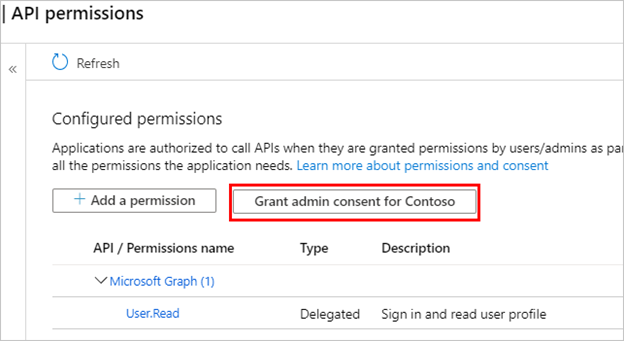 | API permissions
«
Refresh
Configured permissions
Applications are authorized to call APIs when they are granted permissions by users/admins as pa
all the permissions the application needs. Learn more about permissions and consent
+ Add a permission Grant admin consent for Contoso
API / Permissions name Type Description
Microsoft Graph (1)
User.Read Delegated Sign in and read user profile